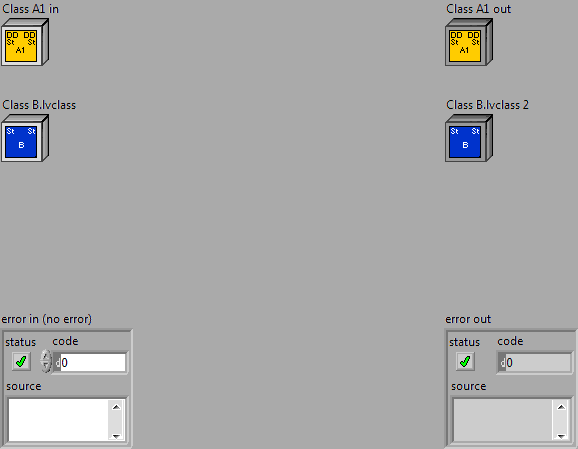 Class A1 in
DD DD
St St
A1
Class A1 out
DD DD
St St
A1
Class B.lvclass
St St
B
Class B.lvclass 2
St St
B
error in (no error)
status
code
d0
source
error out
status
code
d0
source